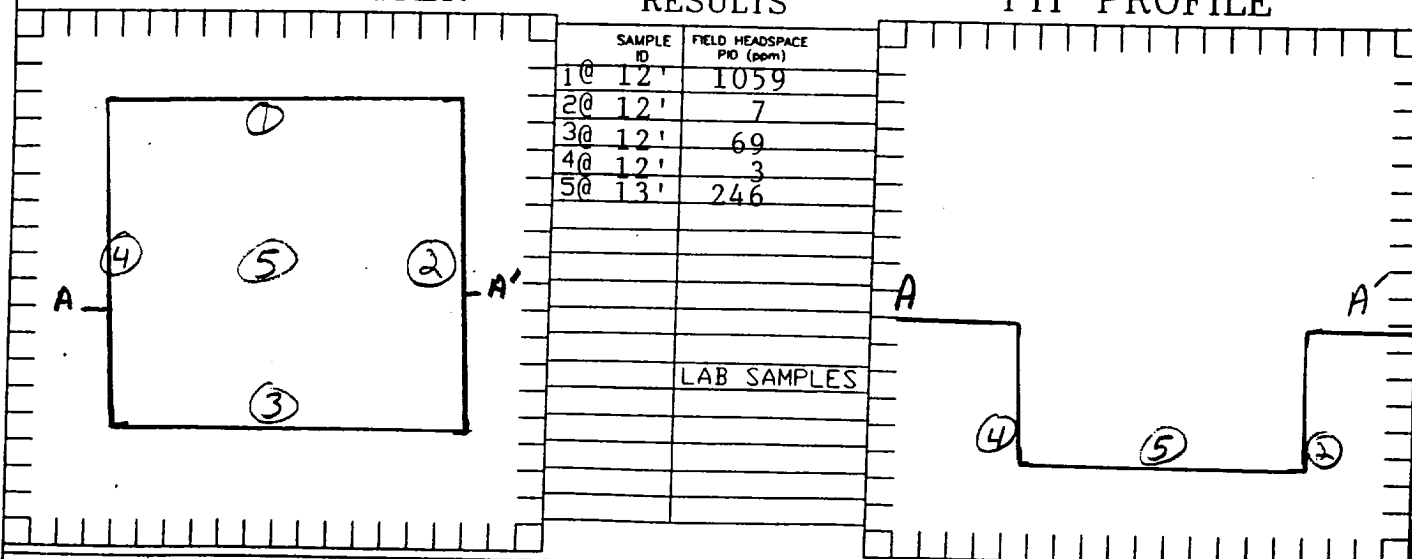 RESULTS
PIT PROFILE
SAMPLE ID
FIELD HEADSPACE PID (ppm)
1@ 12' 1059
2@ 12' 7
3@ 12' 69
4@ 12' 3
5@ 13' 246
LAB SAMPLES
1
4
5
2
A
A'
3
A
A'
4
5
2